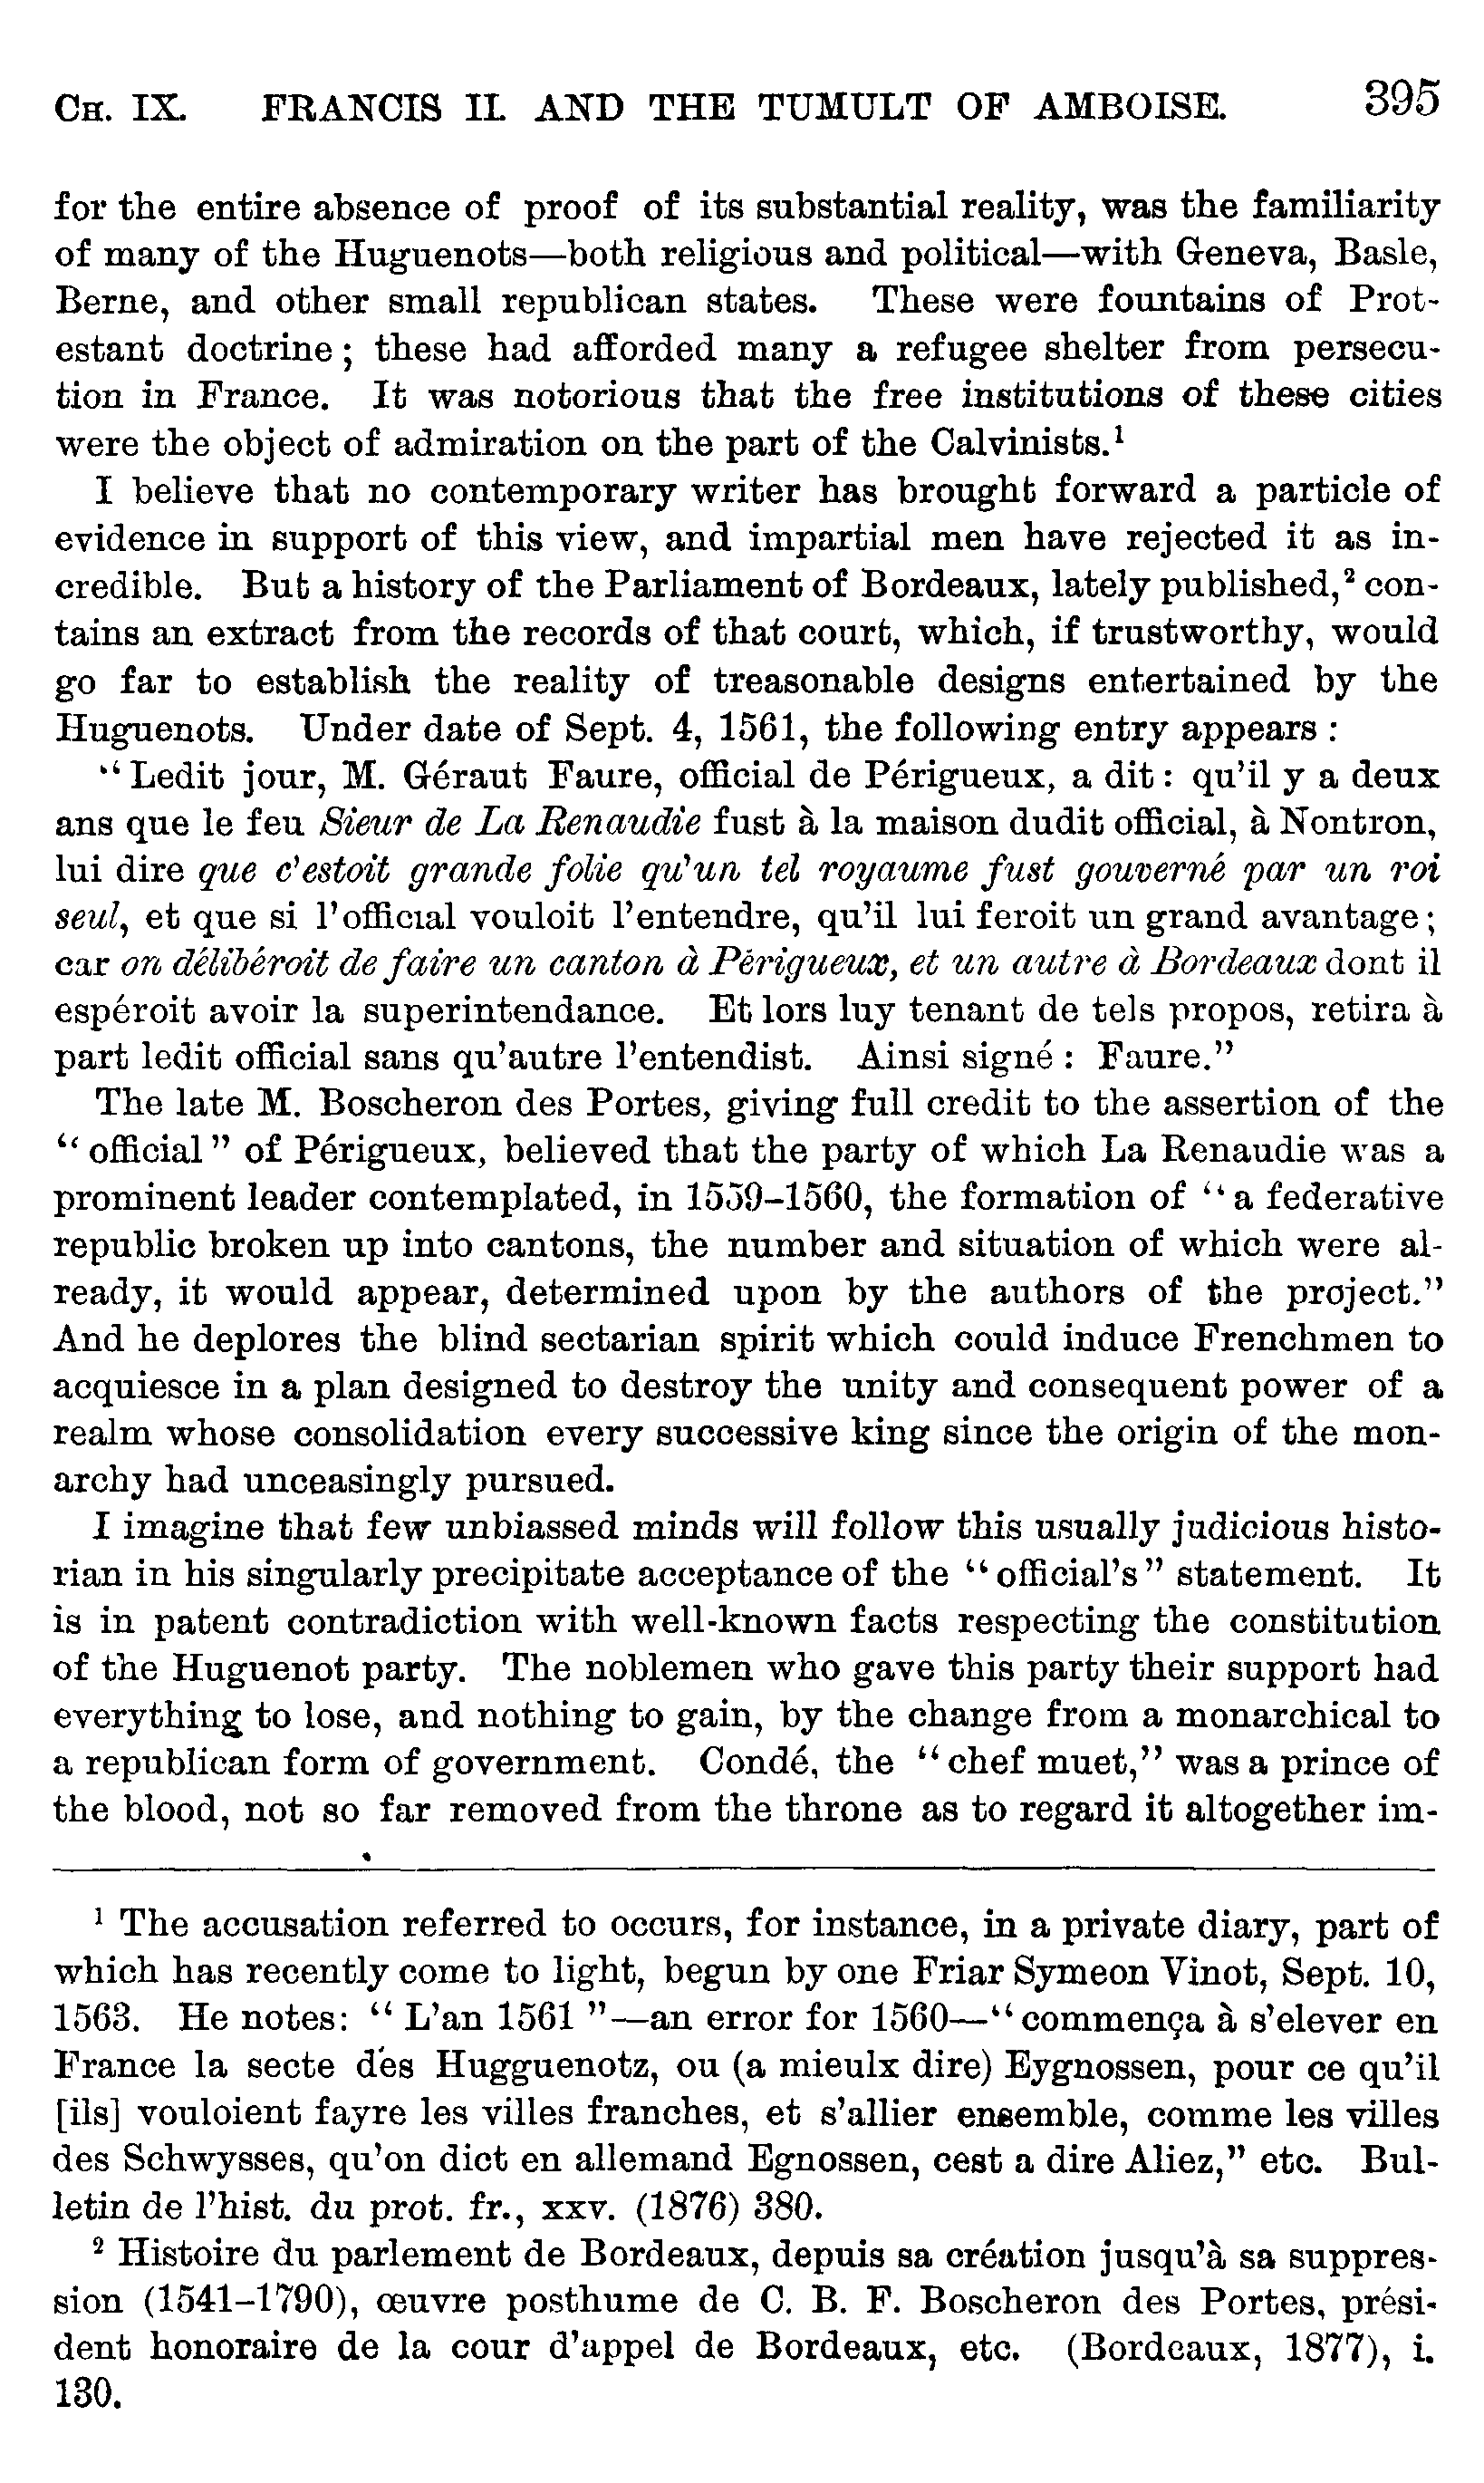 CH. IX. FRANCIS II. AND THE TUMULT OF AMBOISE. 395
for the entire absence of proof of its substantial reality, was the familiarity
of many of the Huguenots—both religious and political—with Geneva, Basle,
Berne, and other small republican states. These were fountains of Prot-
estant doctrine; these had afforded many a refugee shelter from persecu-
tion in France. It was notorious that the free institutions of these cities
were the object of admiration on the part of the Calvinists.¹
I believe that no contemporary writer has brought forward a particle of
evidence in support of this view, and impartial men have rejected it as in-
credible. But a history of the Parliament of Bordeaux, lately published,² con-
tains an extract from the records of that court, which, if trustworthy, would
go far to establish the reality of treasonable designs entertained by the
Huguenots. Under date of Sept. 4, 1561, the following entry appears :
“Ledit jour, M. Géraut Faure, official de Périgueux, a dit : qu'il y a deux
ans que le feu Sieur de La Renaudie fust à la maison dudit official, à Nontron,
lui dire que c'estoit grande folie qu'un tel royaume fust gouverné par un roi
seul, et que si l'official vouloit l'entendre, qu'il lui feroit un grand avantage;
car on délibéroit de faire un canton à Périgueux, et un autre à Bordeaux dont il
espéroit avoir la superintendance. Et lors luy tenant de tels propos, retira à
part ledit official sans qu'autre l'entendist. Ainsi signé : Faure.”
The late M. Boscheron des Portes, giving full credit to the assertion of the
“official” of Périgueux, believed that the party of which La Renaudie was a
prominent leader contemplated, in 1559–1560, the formation of “a federative
republic broken up into cantons, the number and situation of which were al-
ready, it would appear, determined upon by the authors of the project.”
And he deplores the blind sectarian spirit which could induce Frenchmen to
acquiesce in a plan designed to destroy the unity and consequent power of a
realm whose consolidation every successive king since the origin of the mon-
archy had unceasingly pursued.
I imagine that few unbiassed minds will follow this usually judicious histo-
rian in his singularly precipitate acceptance of the “official's” statement. It
is in patent contradiction with well-known facts respecting the constitution
of the Huguenot party. The noblemen who gave this party their support had
everything to lose, and nothing to gain, by the change from a monarchical to
a republican form of government. Condé, the “chef muet,” was a prince of
the blood, not so far removed from the throne as to regard it altogether im-
¹ The accusation referred to occurs, for instance, in a private diary, part of
which has recently come to light, begun by one Friar Symeon Vinot, Sept. 10,
1563. He notes: “L'an 1561”—an error for 1560—“commença à s'elever en
France la secte dès Hugguenotz, ou (a mieulx dire) Eygnossen, pour ce qu'il
[ils] vouloient fayre les villes franches, et s'allier ensemble, comme les villes
des Schwysses, qu'on dict en allemand Egnossen, cest a dire Aliez,” etc. Bul-
letin de l'hist. du prot. fr., xxv. (1876) 380.
² Histoire du parlement de Bordeaux, depuis sa création jusqu'à sa suppres-
sion (1541–1790), œuvre posthume de C. B. F. Boscheron des Portes, prési-
dent honoraire de la cour d'appel de Bordeaux, etc. (Bordeaux, 1877), i.
130.